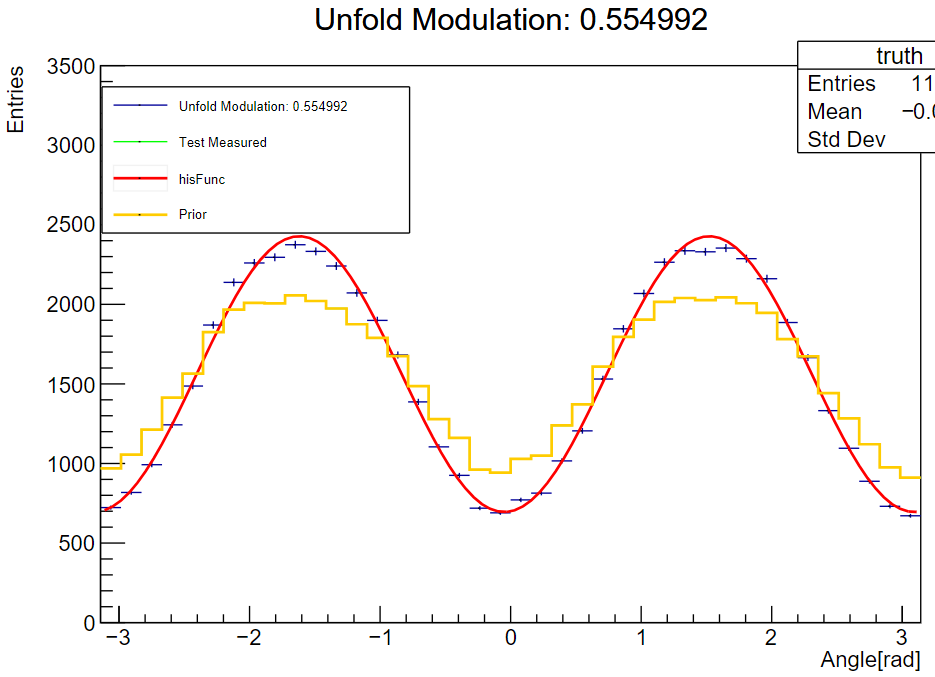 Unfold Modulation: 0.554992
Entries
3500
3000
2500
2000
1500
1000
500
0
Unfold Modulation: 0.554992
Test Measured
hisFunc
Prior
truth
Entries 11
Mean −0.0
Std Dev
−3 −2 −1 0 1 2 3
Angle[rad]